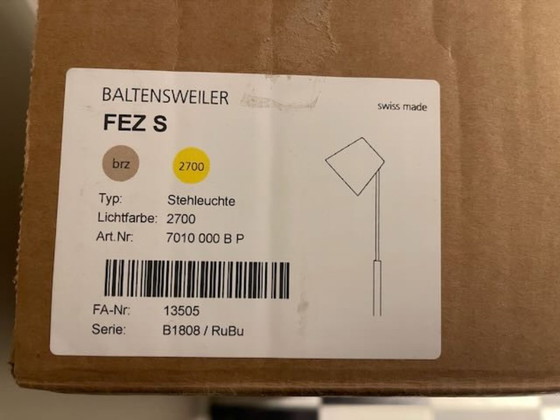 BALTENSWEILER
swiss made
FEZ S
brz 2700
Typ: Stehleuchte
Lichtfarbe: 2700
Art.Nr: 7010 000 B P
FA-Nr: 13505
Serie: B1808 / RuBu